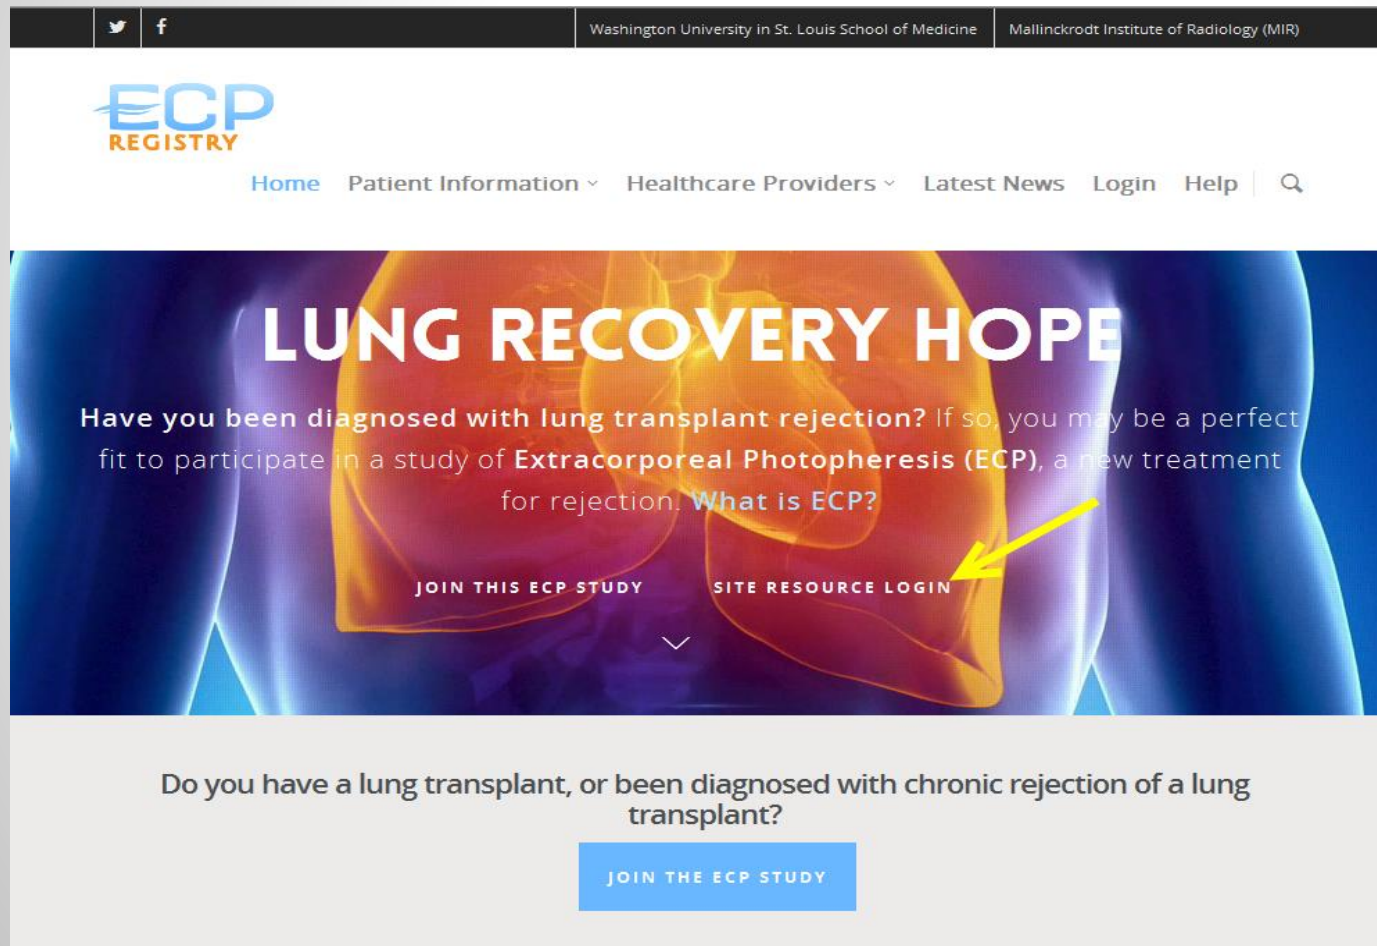 Washington University in St. Louis School of Medicine
Mallinckrodt Institute of Radiology (MIR)
ECP
REGISTRY
Home Patient Information Healthcare Providers Latest News Login Help
LUNG RECOVERY HOPE
Have you been diagnosed with lung transplant rejection? If so, you may be a perfect
fit to participate in a study of Extracorporeal Photopheresis (ECP), a new treatment
for rejection. What is ECP?
JOIN THIS ECP STUDY SITE RESOURCE LOGIN
Do you have a lung transplant, or been diagnosed with chronic rejection of a lung
transplant?
JOIN THE ECP STUDY